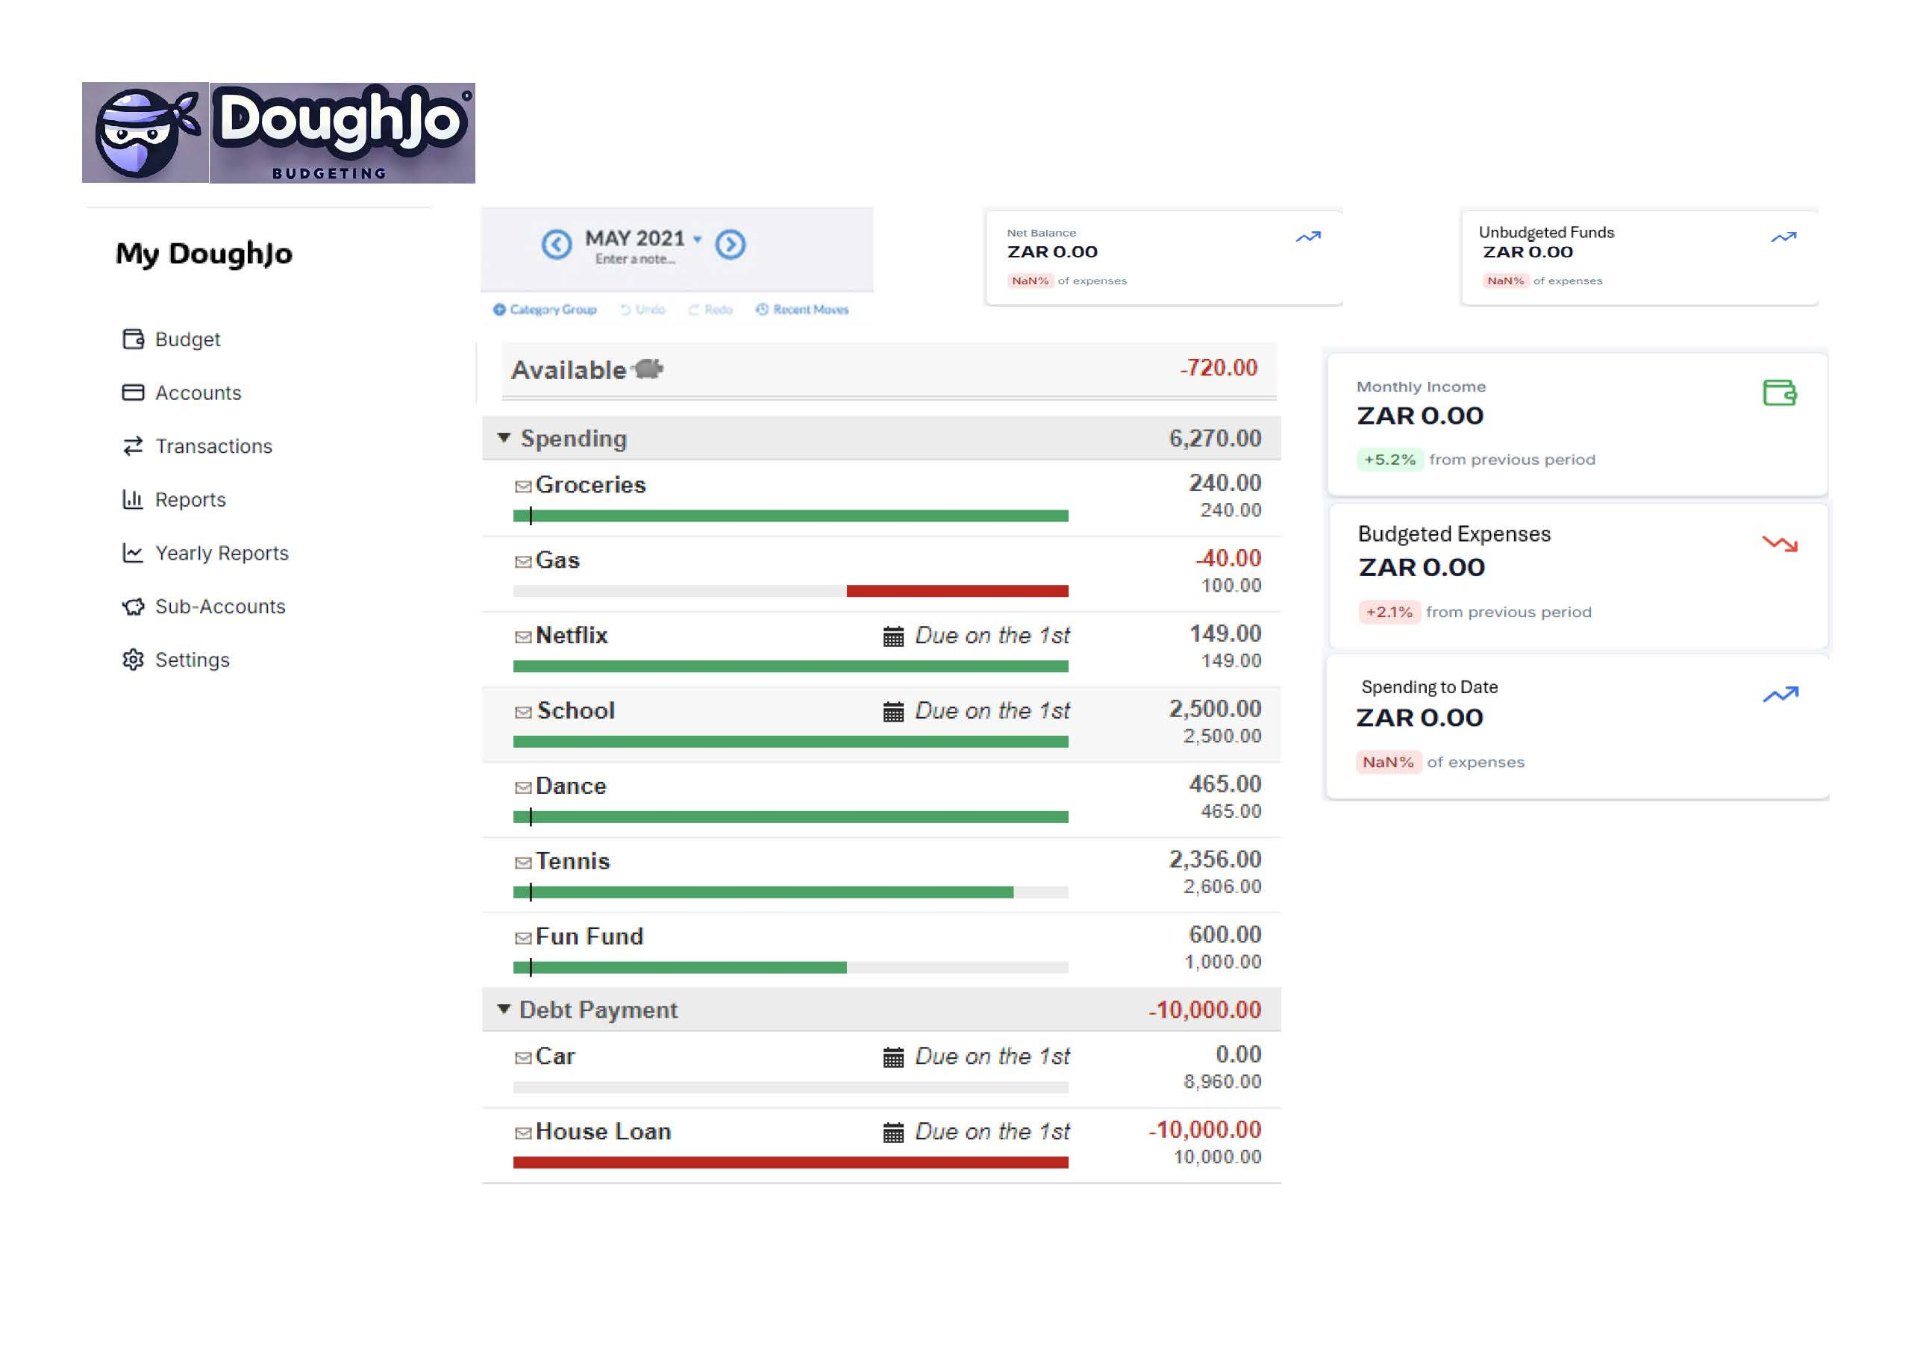 DoughJo
BUDGETING
My DoughJo
Budget
Accounts
Transactions
Reports
Yearly Reports
Sub-Accounts
Settings
MAY 2021
Enter a note...
Category Group Undo Redo Recent Moves
Net Balance
ZAR 0.00
NaN% of expenses
Unbudgeted Funds
ZAR 0.00
NaN% of expenses
Available -720.00
Spending 6,270.00
Groceries 240.00
240.00
Gas -40.00
100.00
Netflix Due on the 1st 149.00
149.00
School Due on the 1st 2,500.00
2,500.00
Dance 465.00
465.00
Tennis 2,356.00
2,606.00
Fun Fund 600.00
1,000.00
Debt Payment -10,000.00
Car Due on the 1st 0.00
8,960.00
House Loan Due on the 1st -10,000.00
10,000.00
Monthly Income
ZAR 0.00
+5.2% from previous period
Budgeted Expenses
ZAR 0.00
+2.1% from previous period
Spending to Date
ZAR 0.00
NaN% of expenses